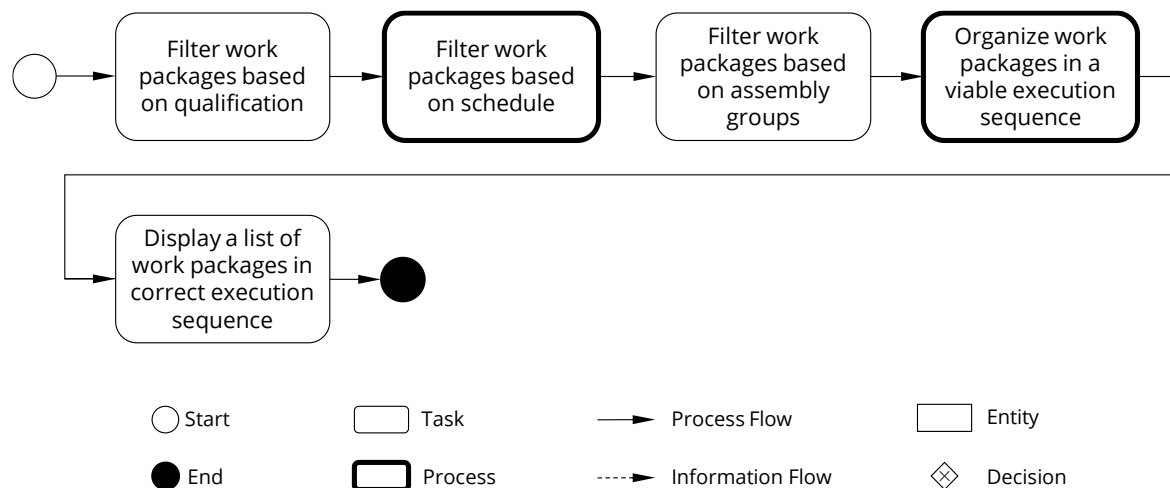 Filter work
packages based
on qualification
Filter work
packages based
on schedule
Filter work
packages based
on assembly
groups
Organize work
packages in a
viable execution
sequence
Display a list of
work packages in
correct execution
sequence
Start
Task
Process Flow
Entity
End
Process
Information Flow
Decision